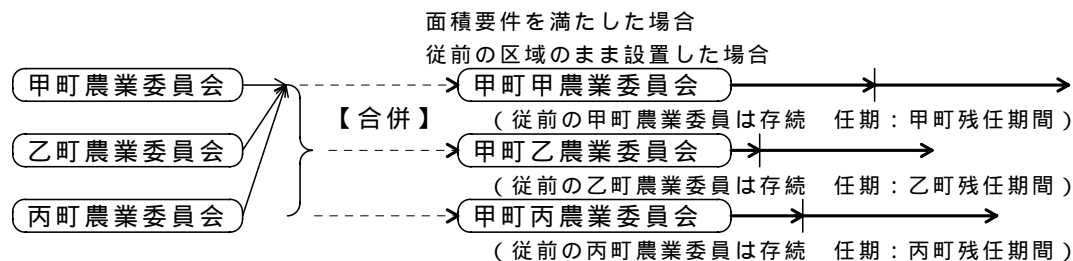 面積要件を満たした場合
従前の区域のまま設置した場合
甲町農業委員会
甲町甲農業委員会
【合併】
(従前の甲町農業委員は存続　任期：甲町残任期間)
乙町農業委員会
甲町乙農業委員会
(従前の乙町農業委員は存続　任期：乙町残任期間)
丙町農業委員会
甲町丙農業委員会
(従前の丙町農業委員は存続　任期：丙町残任期間)